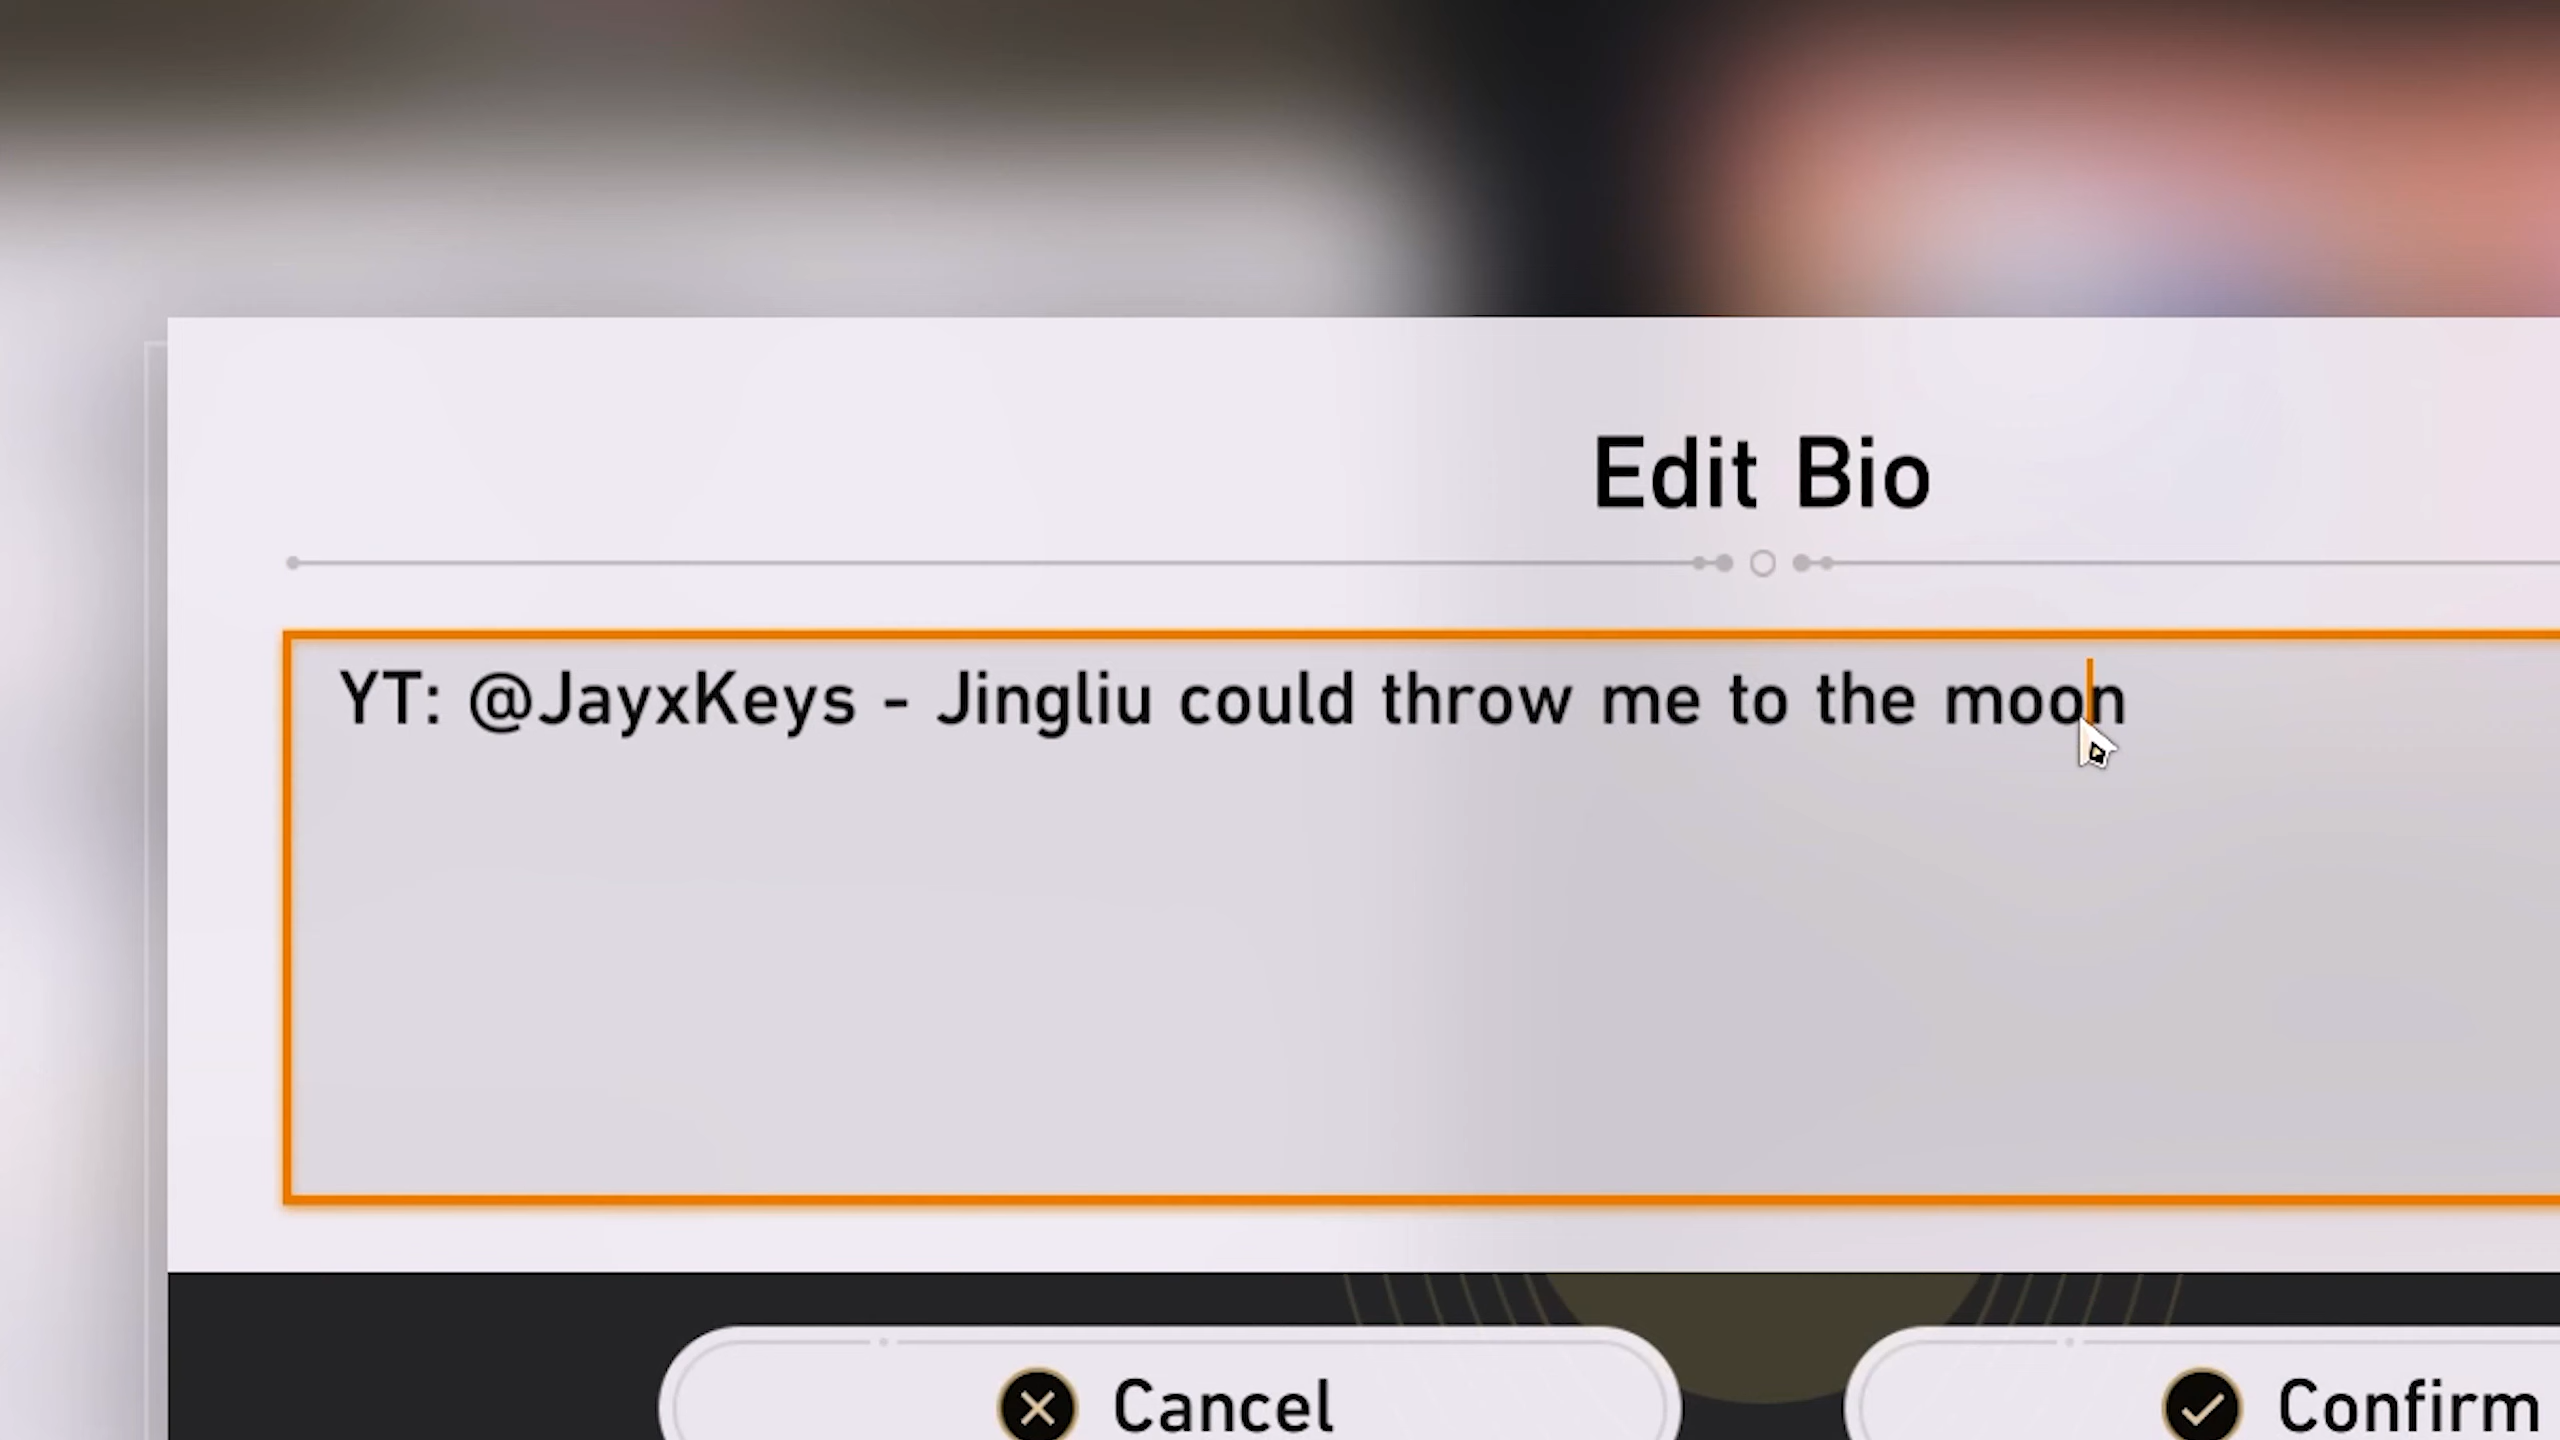 Edit Bio
YT: @JayxKeys - Jingliu could throw me to the moon
Cancel
Confirm